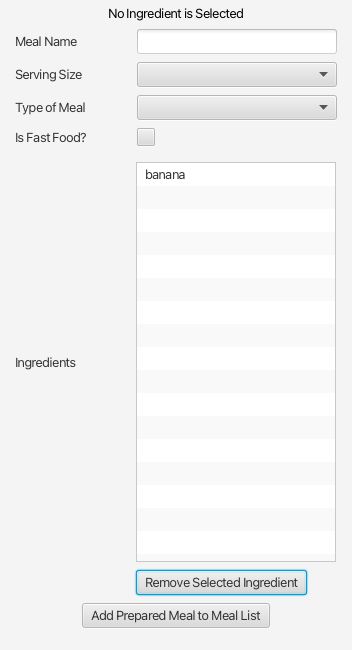 No Ingredient is Selected
Meal Name
Serving Size
Type of Meal
Is Fast Food?
banana
Ingredients
Remove Selected Ingredient
Add Prepared Meal to Meal List